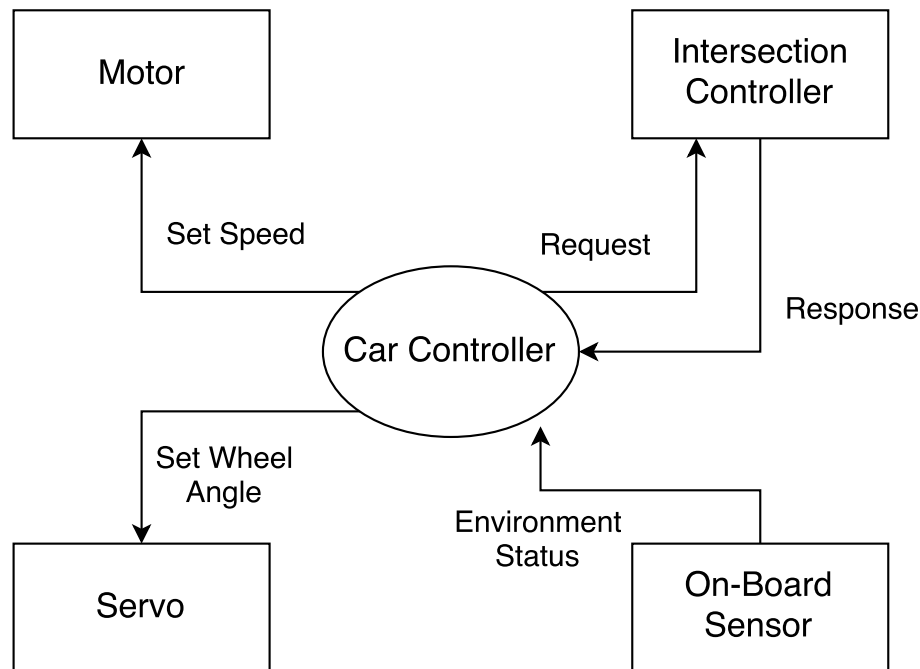 Motor
Intersection
Controller
Set Speed
Request
Response
Car Controller
Set Wheel
Angle
Environment
Status
Servo
On-Board
Sensor